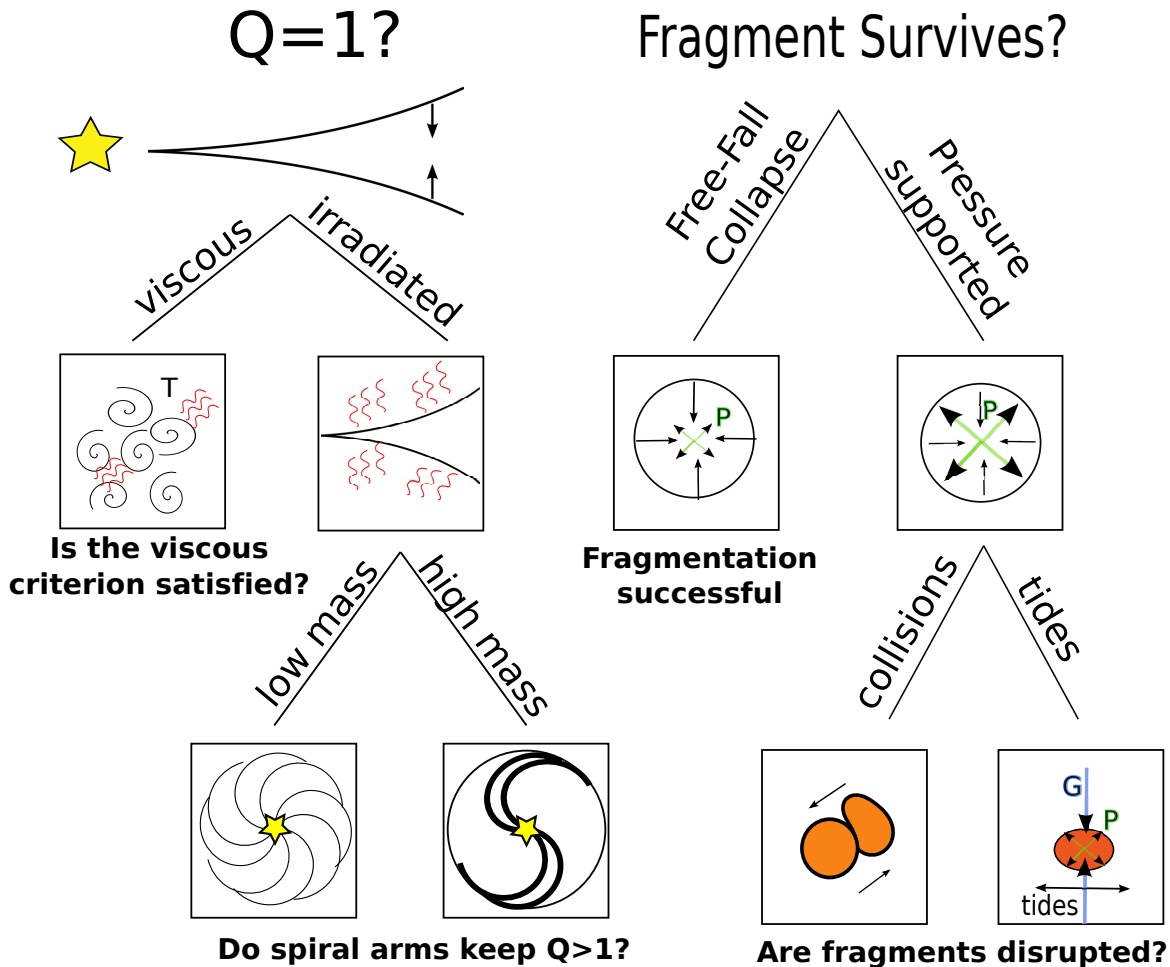 Q=1?
viscous
irradiated
T
Is the viscous
criterion satisfied?
low mass
high mass
Do spiral arms keep Q>1?
Fragment Survives?
Free-Fall
Collapse
Pressure
supported
P
P
Fragmentation
successful
collisions
tides
G
P
tides
Are fragments disrupted?